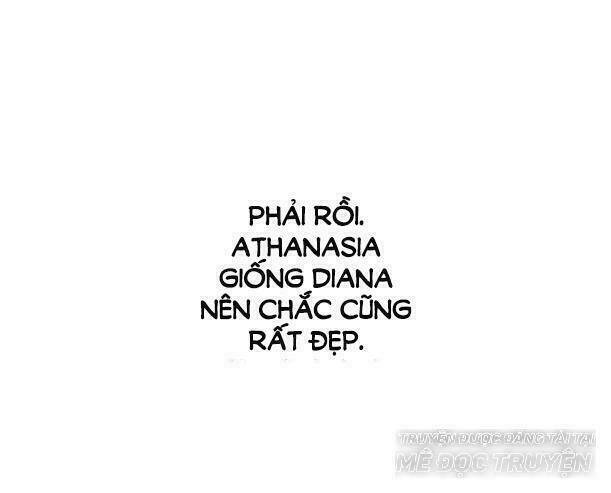 PHẢI RỒI.
ATHANASIA
GIỐNG DIANA
NÊN CHẮC CŨNG
RẤT ĐẸP.
TRUYỆN ĐƯỢC ĐĂNG TẢI TẠI
MÊ ĐỌC TRUYỆN